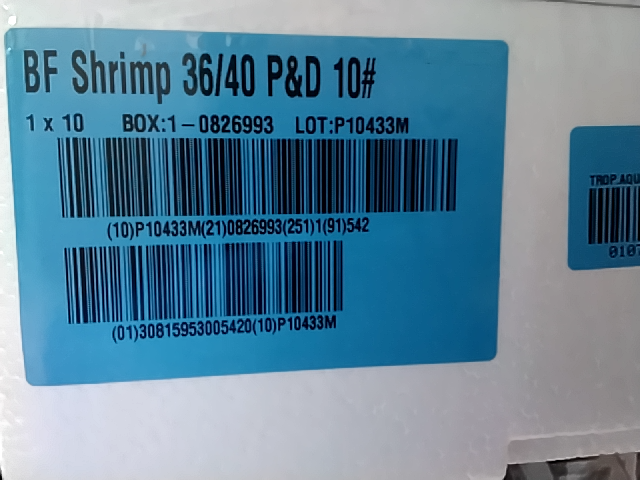 BF Shrimp 36/40 P&D 10#
1 x 10 BOX:1-0826993 LOT:P10433M
(10)P10433M(21)0826993(251)1(91)542
(01)30815953005420(10)P10433M
TROP.AQU
0107